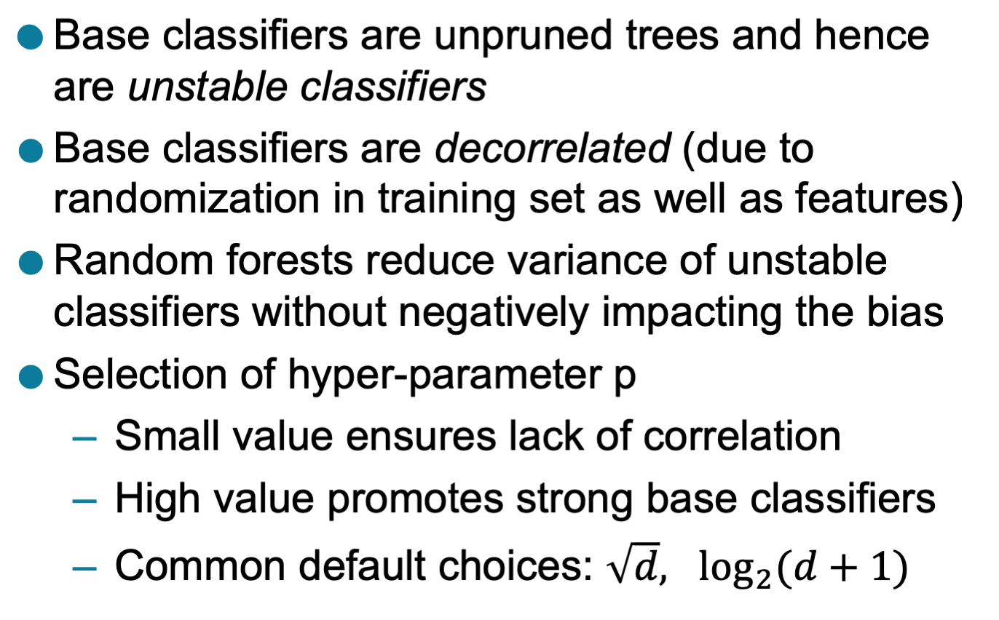 ● Base classifiers are unpruned trees and hence
are unstable classifiers
● Base classifiers are decorrelated (due to
randomization in training set as well as features)
● Random forests reduce variance of unstable
classifiers without negatively impacting the bias
● Selection of hyper-parameter p
– Small value ensures lack of correlation
– High value promotes strong base classifiers
– Common default choices: √d, log₂(d + 1)